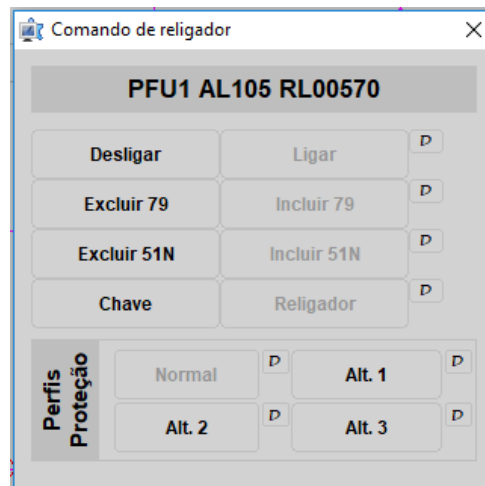 Comando de religador
PFU1 AL105 RL00570
Desligar Ligar D
Excluir 79 Incluir 79 D
Excluir 51N Incluir 51N D
Chave Religador D
Perfis
Proteção
Normal D Alt. 1 D
Alt. 2 D Alt. 3 D